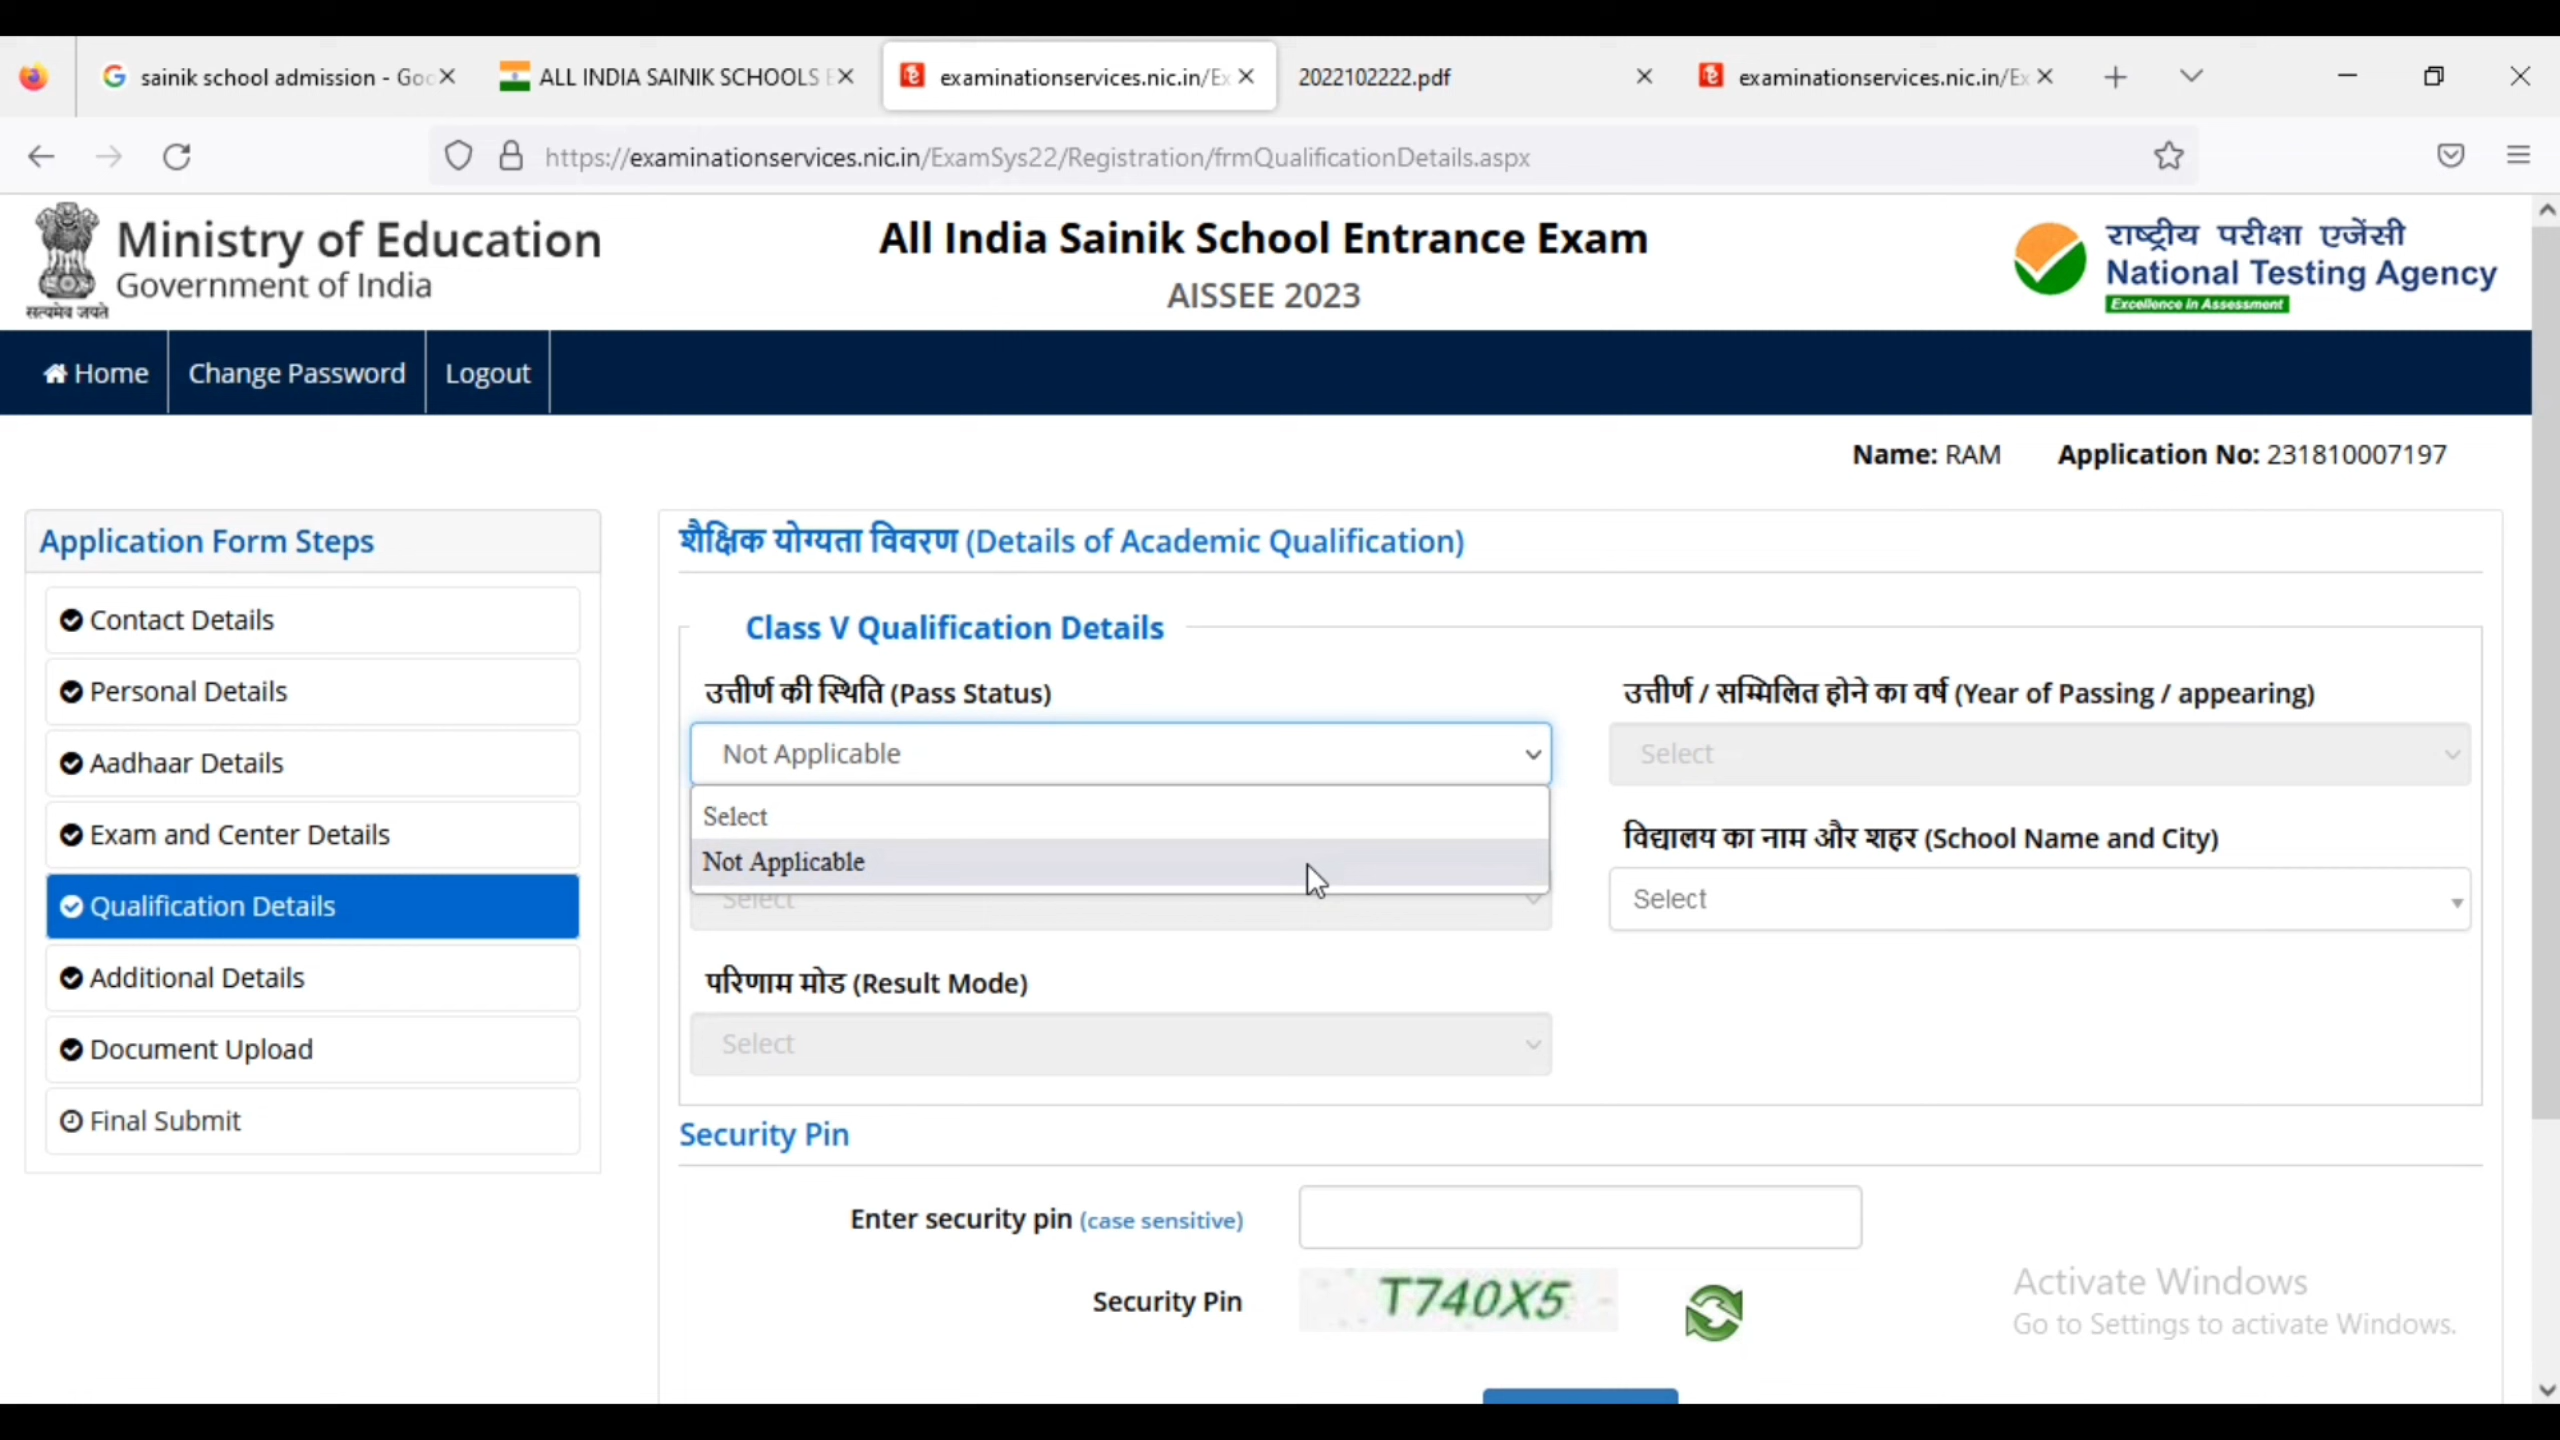 sainik school admission - Goo
ALL INDIA SAINIK SCHOOLS E
examinationservices.nic.in/Ex
2022102222.pdf
examinationservices.nic.in/Ex
https://examinationservices.nic.in/ExamSys22/Registration/frmQualificationDetails.aspx
सत्यमेव जयते
Ministry of Education
Government of India
All India Sainik School Entrance Exam
AISSEE 2023
राष्ट्रीय परीक्षा एजेंसी
National Testing Agency
Excellence in Assessment
Home
Change Password
Logout
Name: RAM
Application No: 231810007197
Application Form Steps
Contact Details
Personal Details
Aadhaar Details
Exam and Center Details
Qualification Details
Additional Details
Document Upload
Final Submit
शैक्षिक योग्यता विवरण (Details of Academic Qualification)
Class V Qualification Details
उत्तीर्ण की स्थिति (Pass Status)
Not Applicable
Select
Not Applicable
Select
उत्तीर्ण / सम्मिलित होने का वर्ष (Year of Passing / appearing)
Select
विद्यालय का नाम और शहर (School Name and City)
Select
परिणाम मोड (Result Mode)
Select
Security Pin
Enter security pin (case sensitive)
Security Pin
T740X5
Activate Windows
Go to Settings to activate Windows.